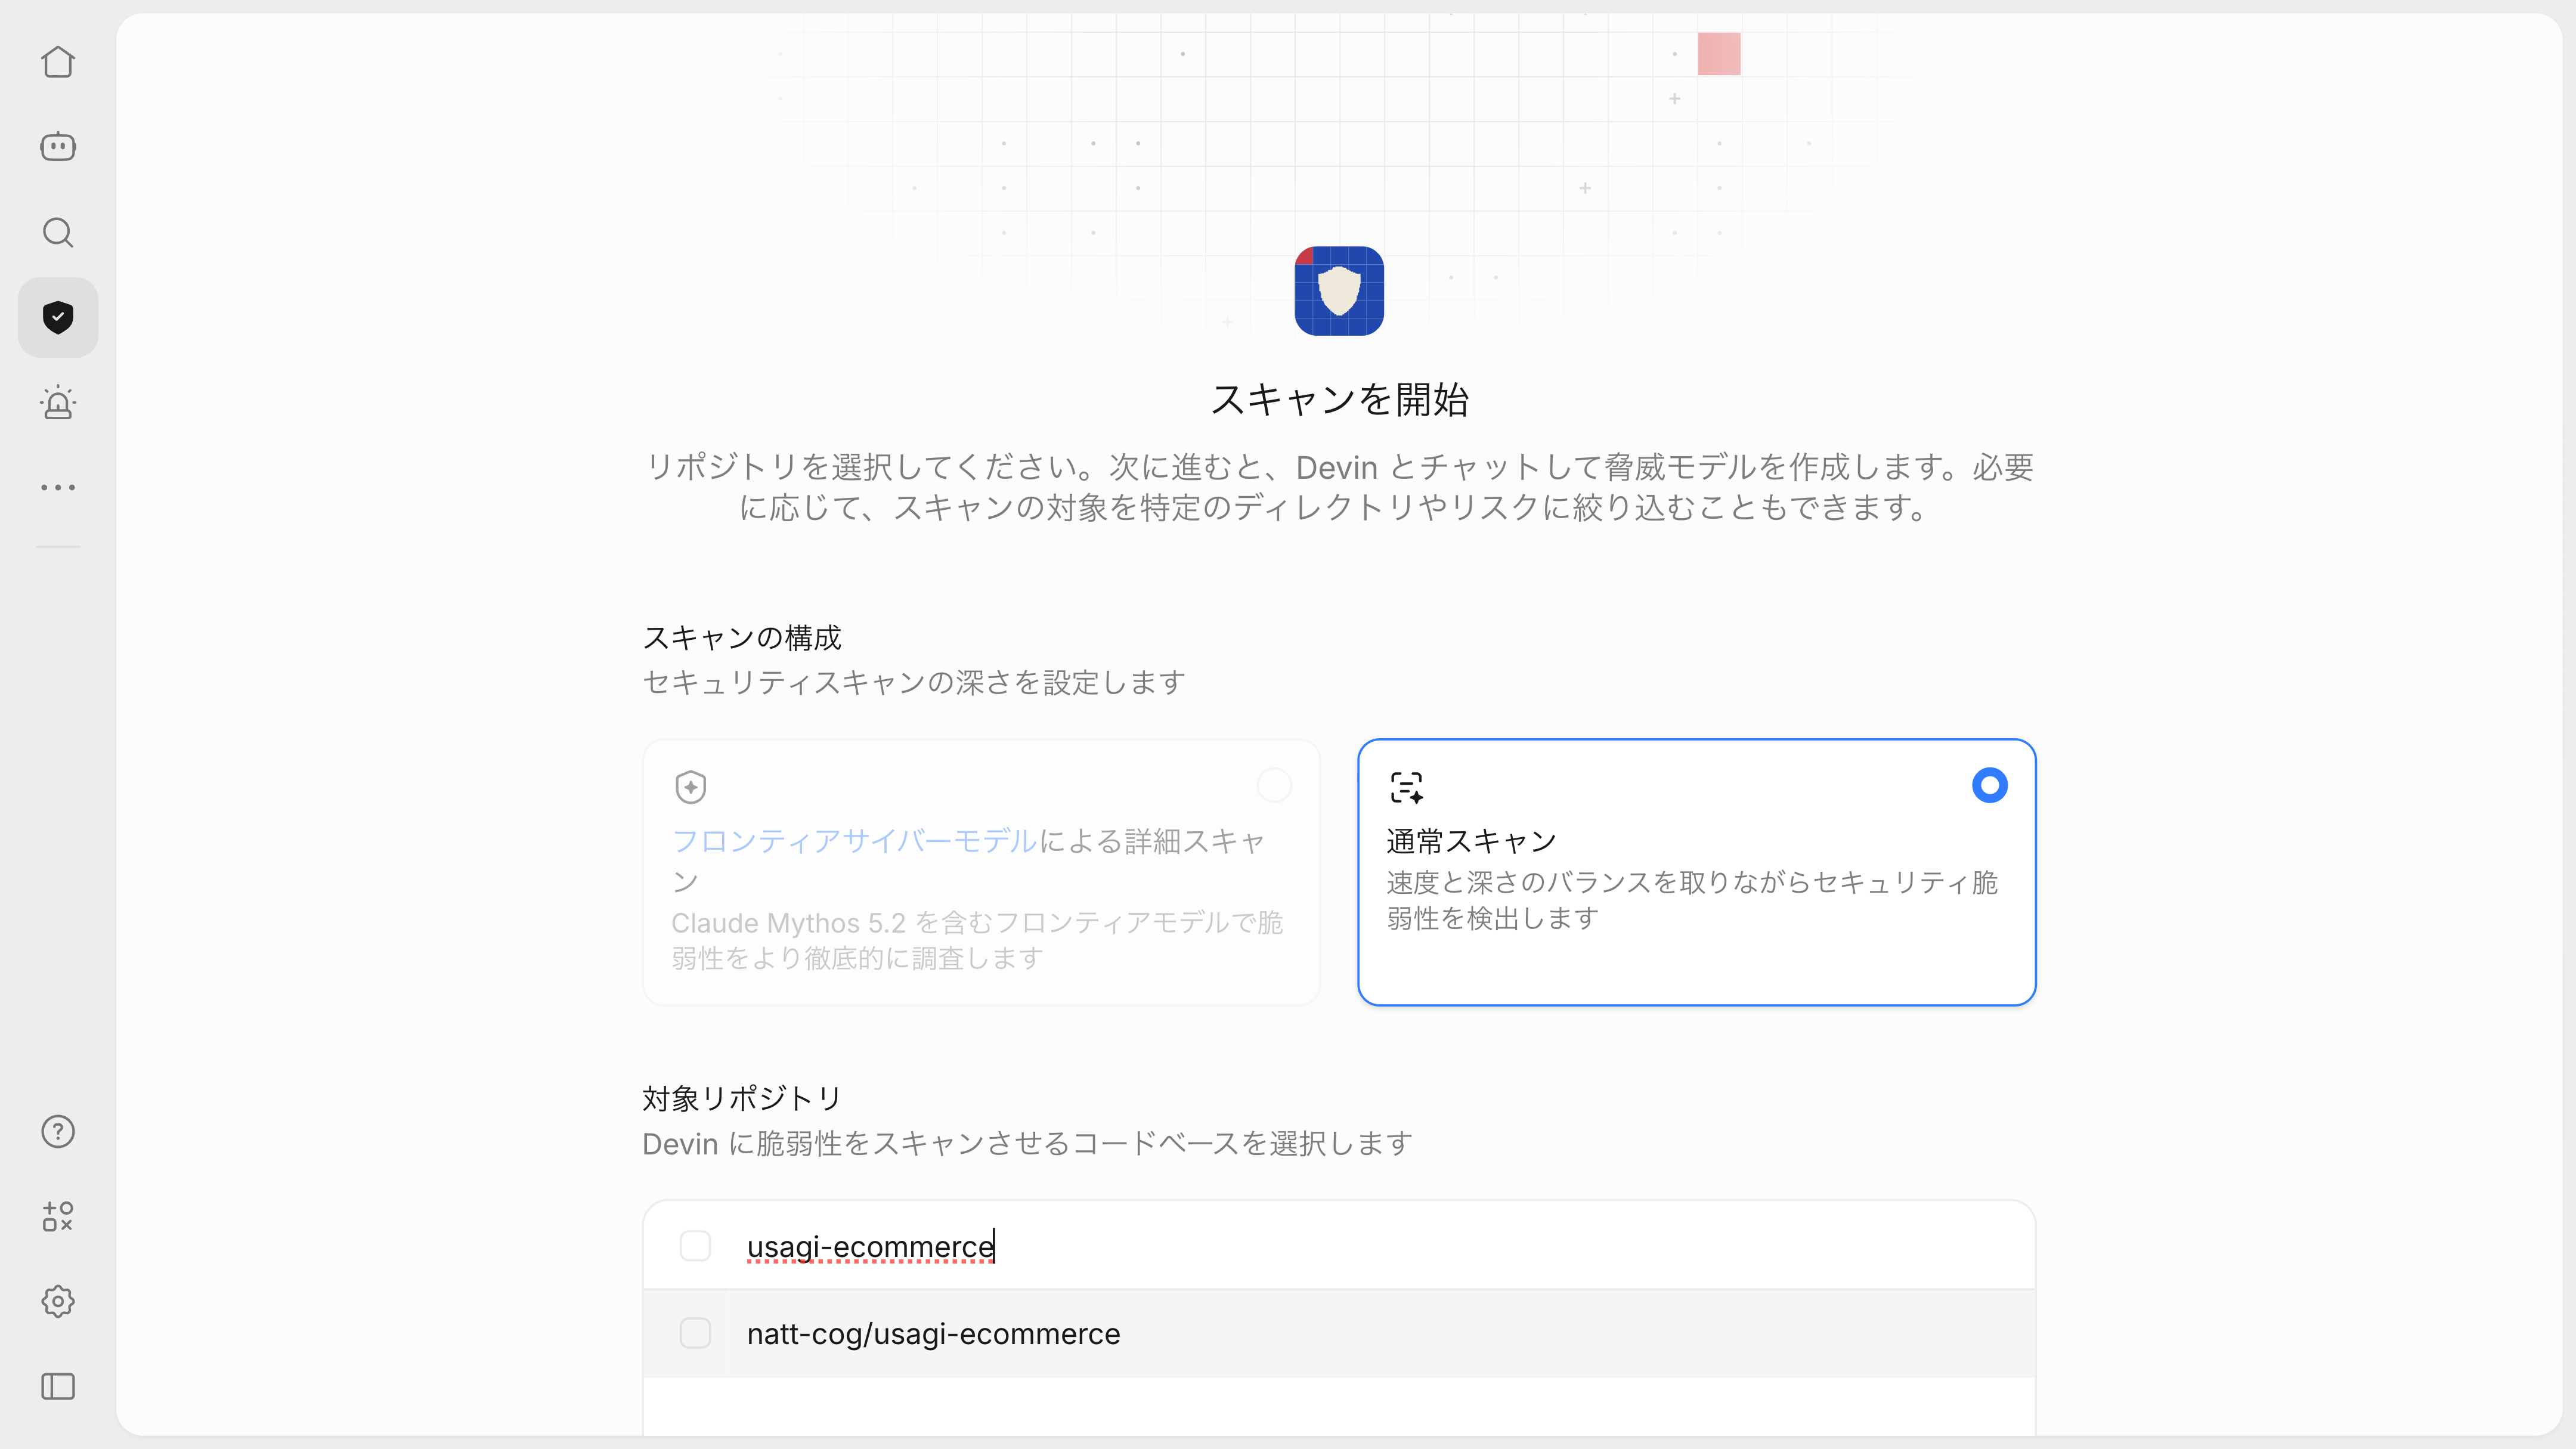 スキャンを開始
リポジトリを選択してください。次に進むと、Devin とチャットして脅威モデルを作成します。必要
に応じて、スキャンの対象を特定のディレクトリやリスクに絞り込むこともできます。
スキャンの構成
セキュリティスキャンの深さを設定します
フロンティアサイバーモデルによる詳細スキャ
ン
Claude Mythos 5.2 を含むフロンティアモデルで脆
弱性をより徹底的に調査します
通常スキャン
速度と深さのバランスを取りながらセキュリティ脆
弱性を検出します
対象リポジトリ
Devin に脆弱性をスキャンさせるコードベースを選択します
usagi-ecommerce
natt-cog/usagi-ecommerce